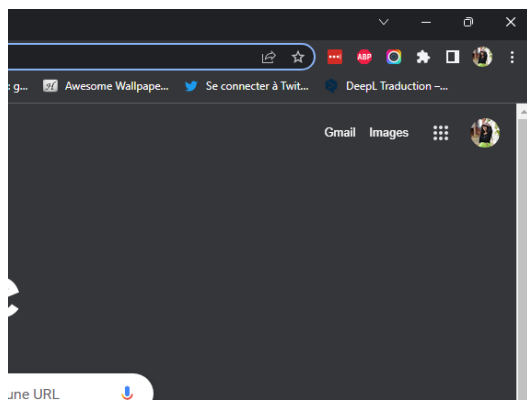 ABP
: g... Awesome Wallpape... Se connecter à Twit... DeepL Traduction –...
Gmail Images
e
une URL